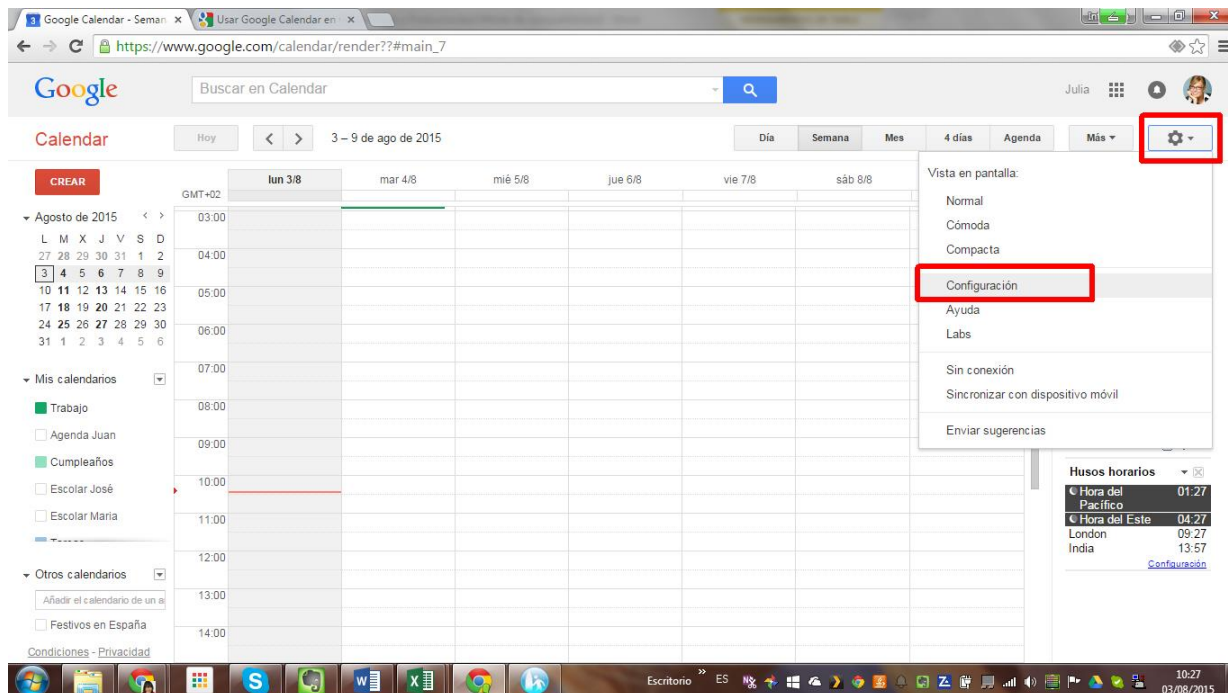 Google Calendar - Seman
Usar Google Calendar en
https://www.google.com/calendar/render??#main_7
Google
Buscar en Calendar
Julia
Calendar
Hoy
3 – 9 de ago de 2015
Día
Semana
Mes
4 días
Agenda
Más
CREAR
GMT+02
lun 3/8
mar 4/8
mié 5/8
jue 6/8
vie 7/8
sáb 8/8
Agosto de 2015
L M X J V S D
27 28 29 30 31 1 2
3 4 5 6 7 8 9
10 11 12 13 14 15 16
17 18 19 20 21 22 23
24 25 26 27 28 29 30
31 1 2 3 4 5 6
Mis calendarios
Trabajo
Agenda Juan
Cumpleaños
Escolar José
Escolar Maria
Otros calendarios
Añadir el calendario de un a
Festivos en España
Condiciones - Privacidad
03:00
04:00
05:00
06:00
07:00
08:00
09:00
10:00
11:00
12:00
13:00
14:00
Vista en pantalla:
Normal
Cómoda
Compacta
Configuración
Ayuda
Labs
Sin conexión
Sincronizar con dispositivo móvil
Enviar sugerencias
Husos horarios
Hora del Pacífico 01:27
Hora del Este 04:27
London 09:27
India 13:57
Configuración
Escritorio
ES
10:27
03/08/2015